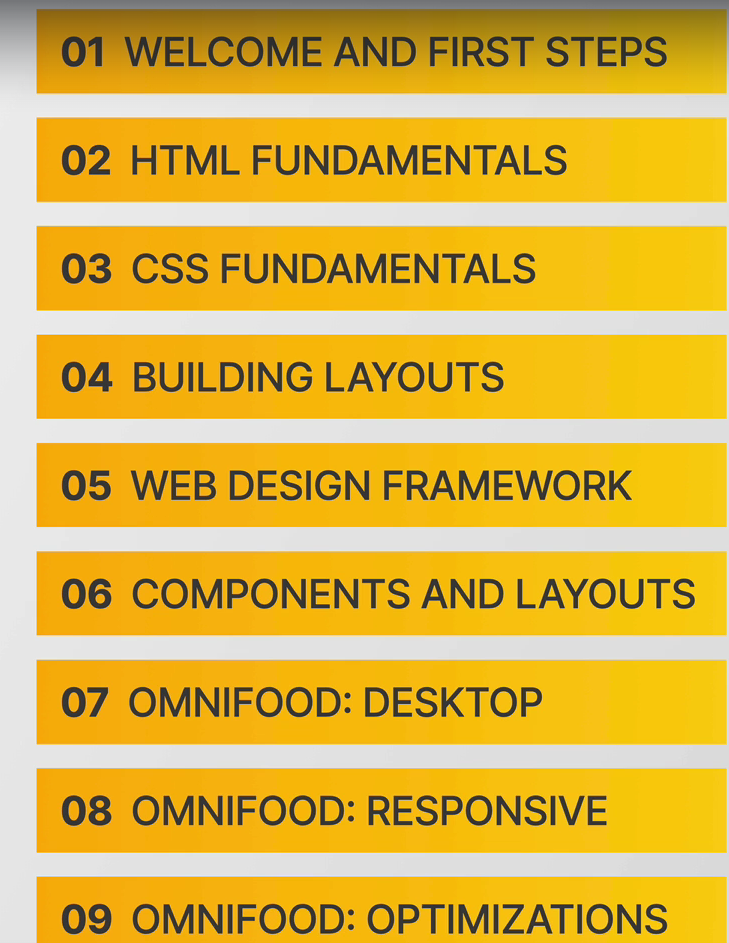 01 WELCOME AND FIRST STEPS
02 HTML FUNDAMENTALS
03 CSS FUNDAMENTALS
04 BUILDING LAYOUTS
05 WEB DESIGN FRAMEWORK
06 COMPONENTS AND LAYOUTS
07 OMNIFOOD: DESKTOP
08 OMNIFOOD: RESPONSIVE
09 OMNIFOOD: OPTIMIZATIONS